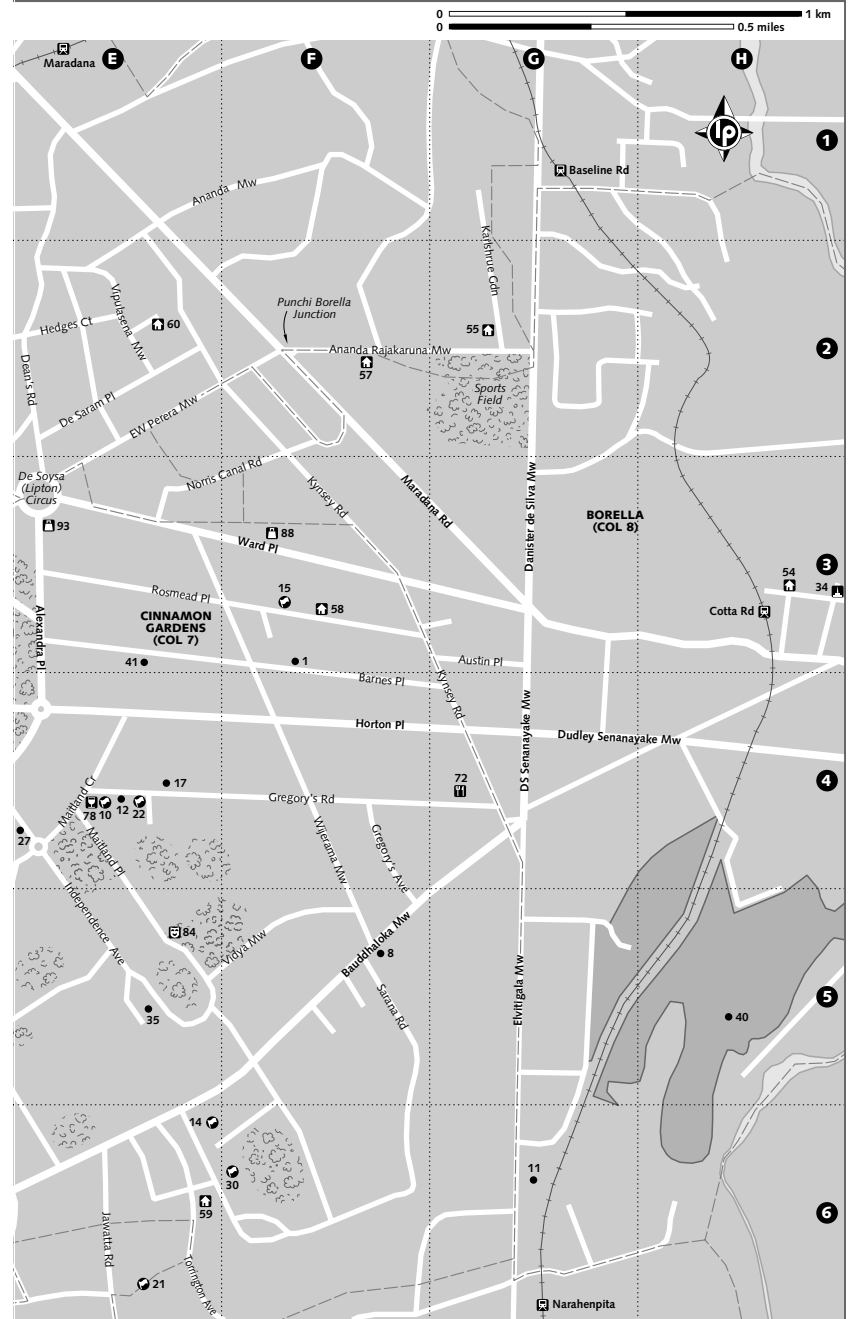 0 1 km
0 0.5 miles
E
F
G
H
Maradana
lp
1
Baseline Rd
Ananda Mw
Karlshrue Gdn
Punchi Borella
Junction
Vipulasena Mw
60
Hedges Ct
55
Ananda Rajakaruna Mw
57
2
Dean's Rd
Sports
Field
De Saram Pl
EW Perera Mw
De Soysa
(Lipton)
Circus
Norris Canal Rd
Kynsey Rd
Maradana Rd
Danister de Silva Mw
BORELLA
(COL 8)
93
88
Ward Pl
3
54
34
Rosmead Pl
15
58
Cotta Rd
CINNAMON
GARDENS
(COL 7)
Alexandra Pl
41
1
Austin Pl
Barnes Pl
Kynsey Rd
Horton Pl
DS Senanayake Mw
Dudley Senanayake Mw
4
17
72
Maitland Cr
78
10
12
22
Gregory's Rd
27
Maitland Pl
Wijerama Mw
Gregory's Ave
Independence Ave
84
Vidya Mw
Bauddhaloka Mw
8
Elvitigala Mw
5
35
Sarana Rd
40
14
30
11
59
6
Jawatta Rd
Torrington Ave
21
Narahenpita